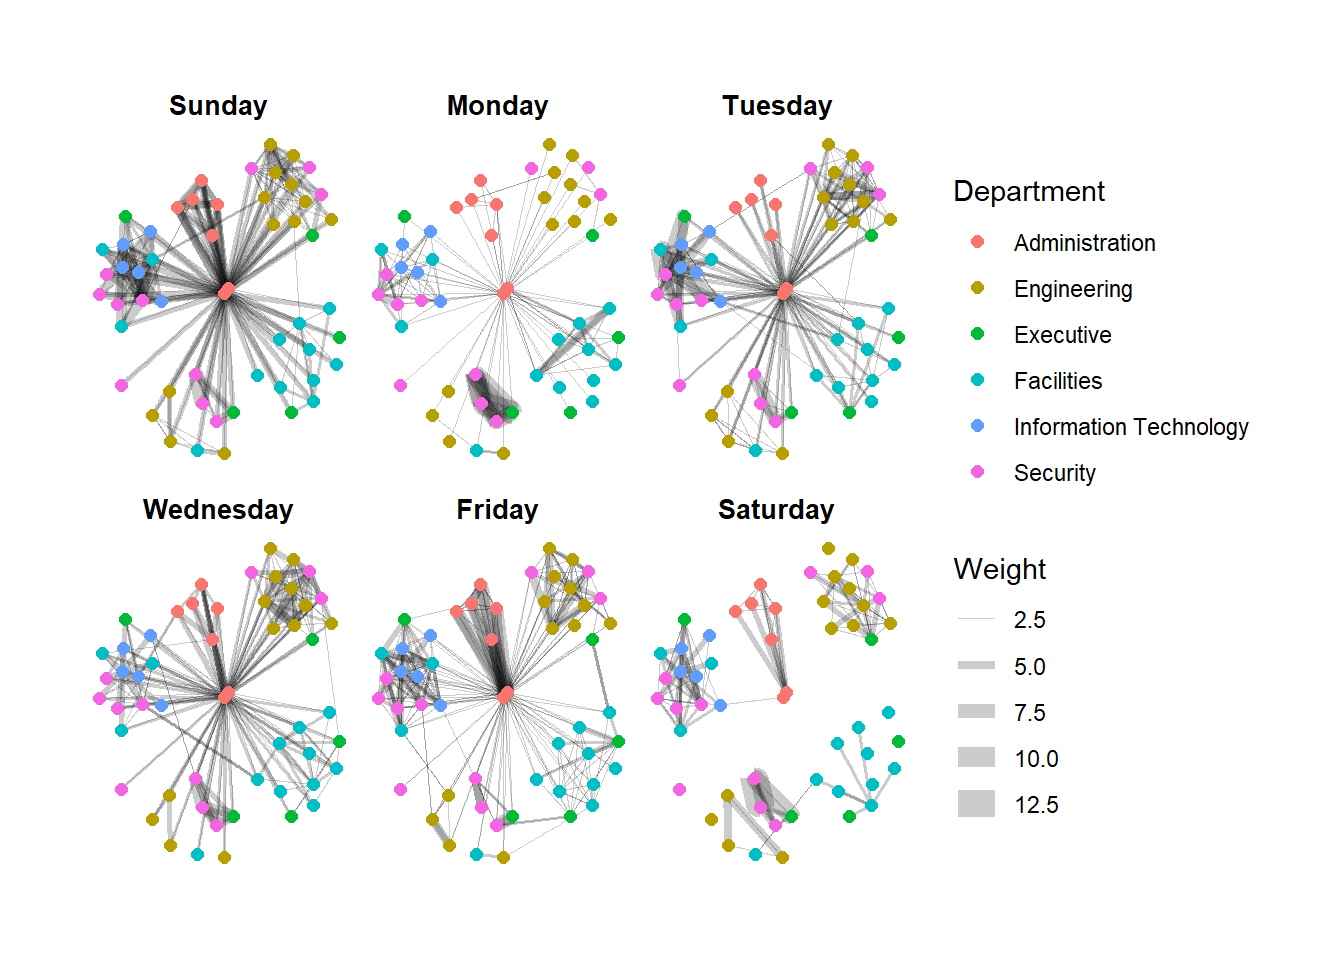 Sunday
Monday
Tuesday
Wednesday
Friday
Saturday
Department
Administration
Engineering
Executive
Facilities
Information Technology
Security
Weight
2.5
5.0
7.5
10.0
12.5